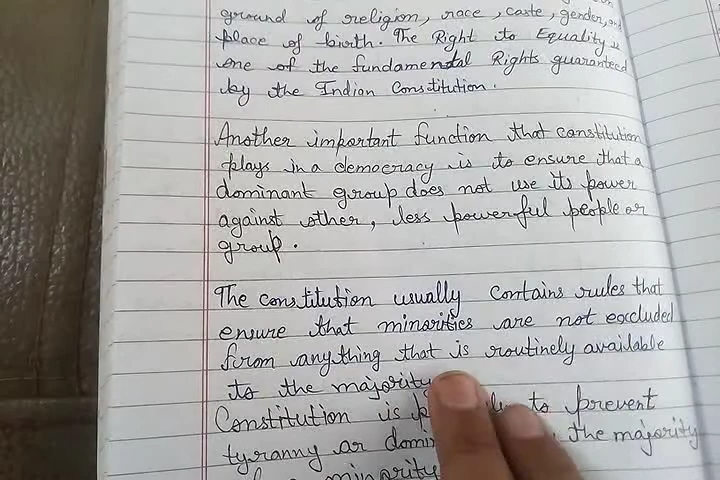 ground of religion, race, caste, gender, and
place of birth. The Right to Equality is
one of the fundamental Rights guaranteed
by the Indian Constitution.
Another important function that constitution
plays in a democracy is to ensure that a
dominant group does not use its power
against other, less powerful people or
group.
The constitution usually contains rules that
ensure that minorities are not excluded
from anything that is routinely available
to the majority
Constitution is to prevent
tyranny or the majority
minority